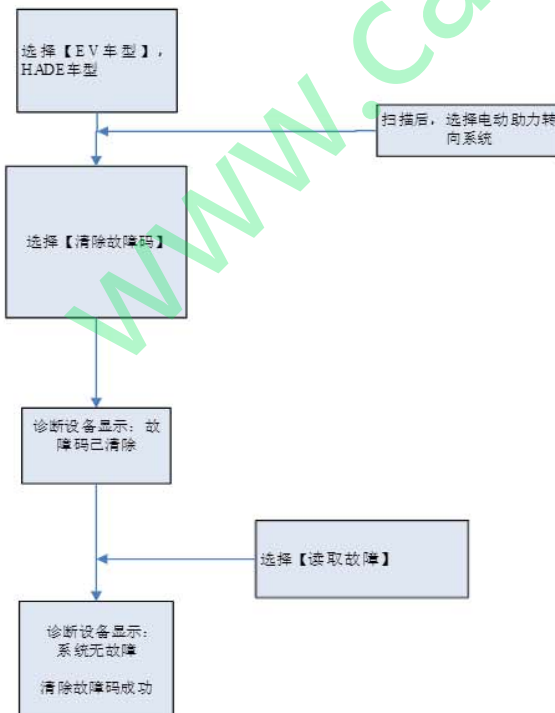 选择【EV车型】，
HADE车型
扫描后，选择电动助力转
向系统
选择【清除故障码】
诊断设备显示：故
障码已清除
选择【读取故障】
诊断设备显示：
系统无故障
清除故障码成功
www.ca